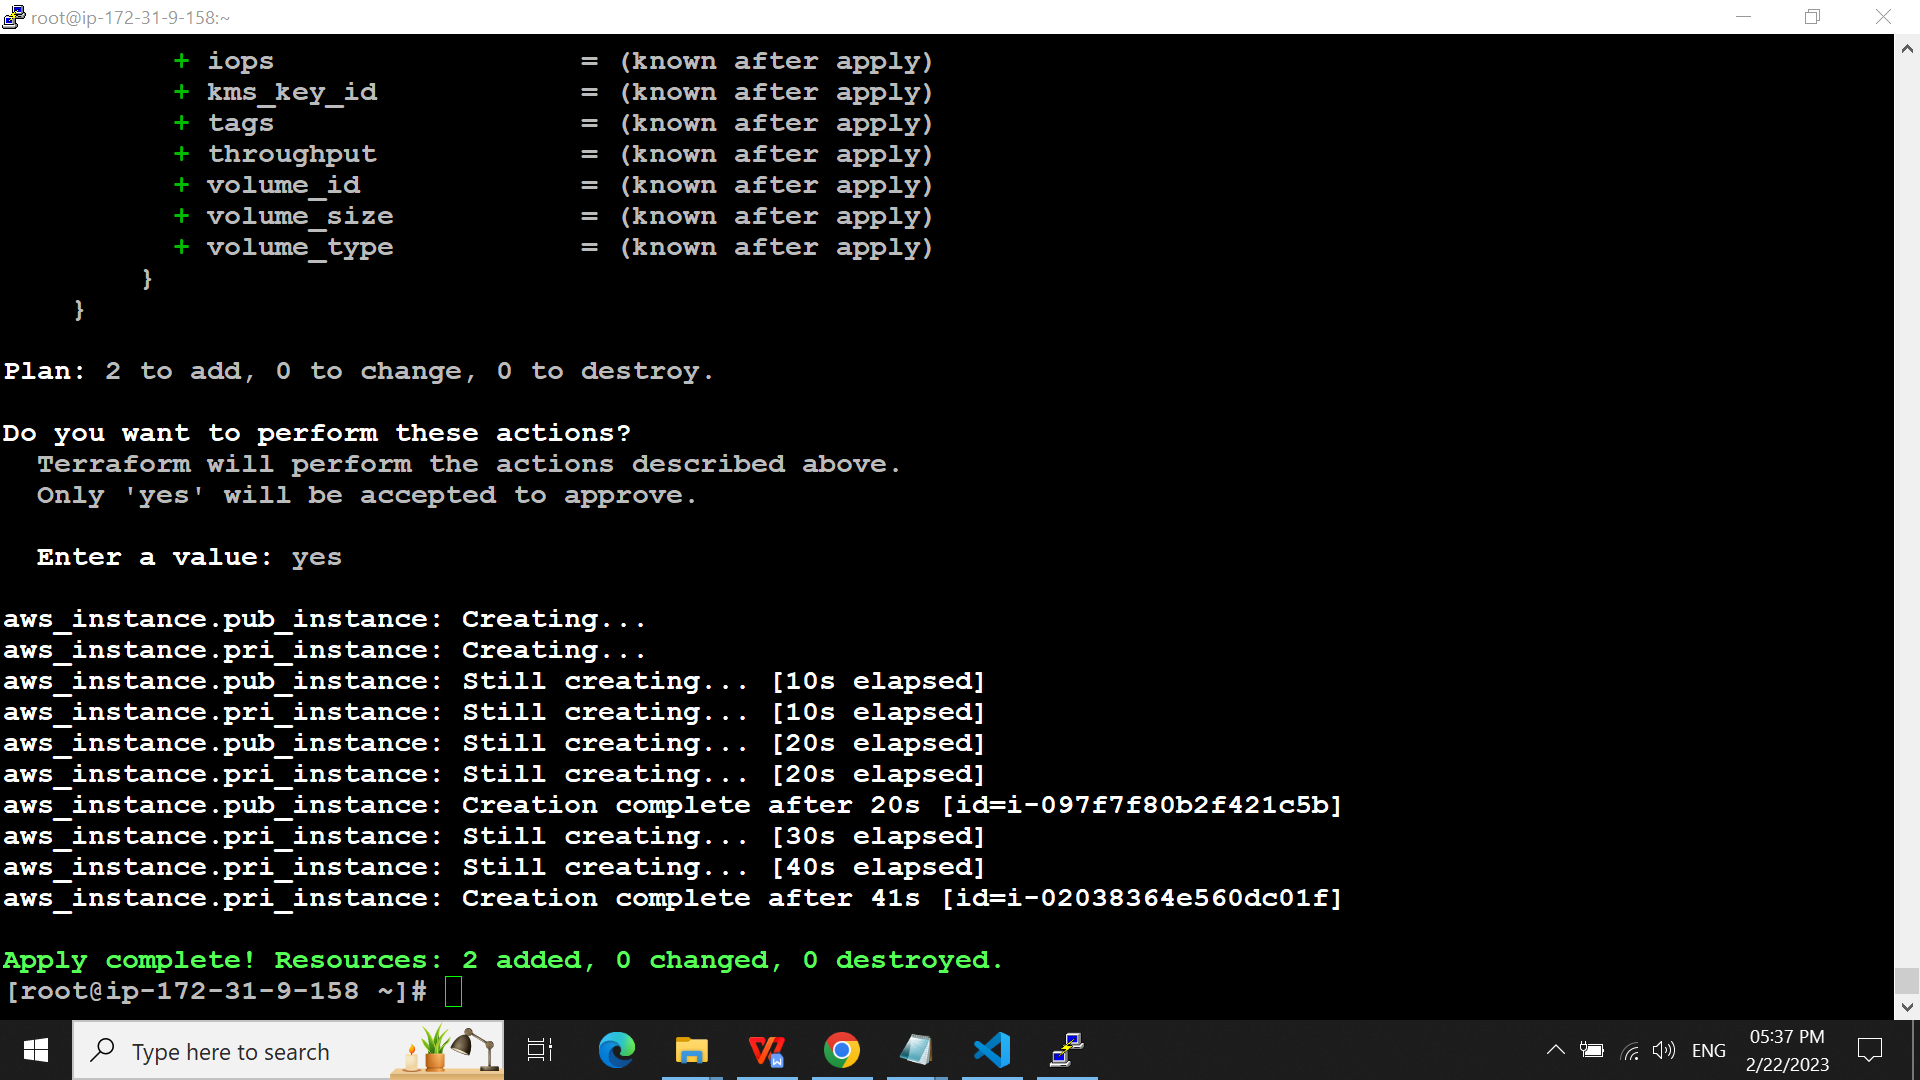 root@ip-172-31-9-158:~
+ iops = (known after apply)
+ kms_key_id = (known after apply)
+ tags = (known after apply)
+ throughput = (known after apply)
+ volume_id = (known after apply)
+ volume_size = (known after apply)
+ volume_type = (known after apply)
}
}
Plan: 2 to add, 0 to change, 0 to destroy.
Do you want to perform these actions?
Terraform will perform the actions described above.
Only 'yes' will be accepted to approve.
Enter a value: yes
aws_instance.pub_instance: Creating...
aws_instance.pri_instance: Creating...
aws_instance.pub_instance: Still creating... [10s elapsed]
aws_instance.pri_instance: Still creating... [10s elapsed]
aws_instance.pub_instance: Still creating... [20s elapsed]
aws_instance.pri_instance: Still creating... [20s elapsed]
aws_instance.pub_instance: Creation complete after 20s [id=i-097f7f80b2f421c5b]
aws_instance.pri_instance: Still creating... [30s elapsed]
aws_instance.pri_instance: Still creating... [40s elapsed]
aws_instance.pri_instance: Creation complete after 41s [id=i-02038364e560dc01f]
Apply complete! Resources: 2 added, 0 changed, 0 destroyed.
[root@ip-172-31-9-158 ~]#
Type here to search
ENG
05:37 PM
2/22/2023